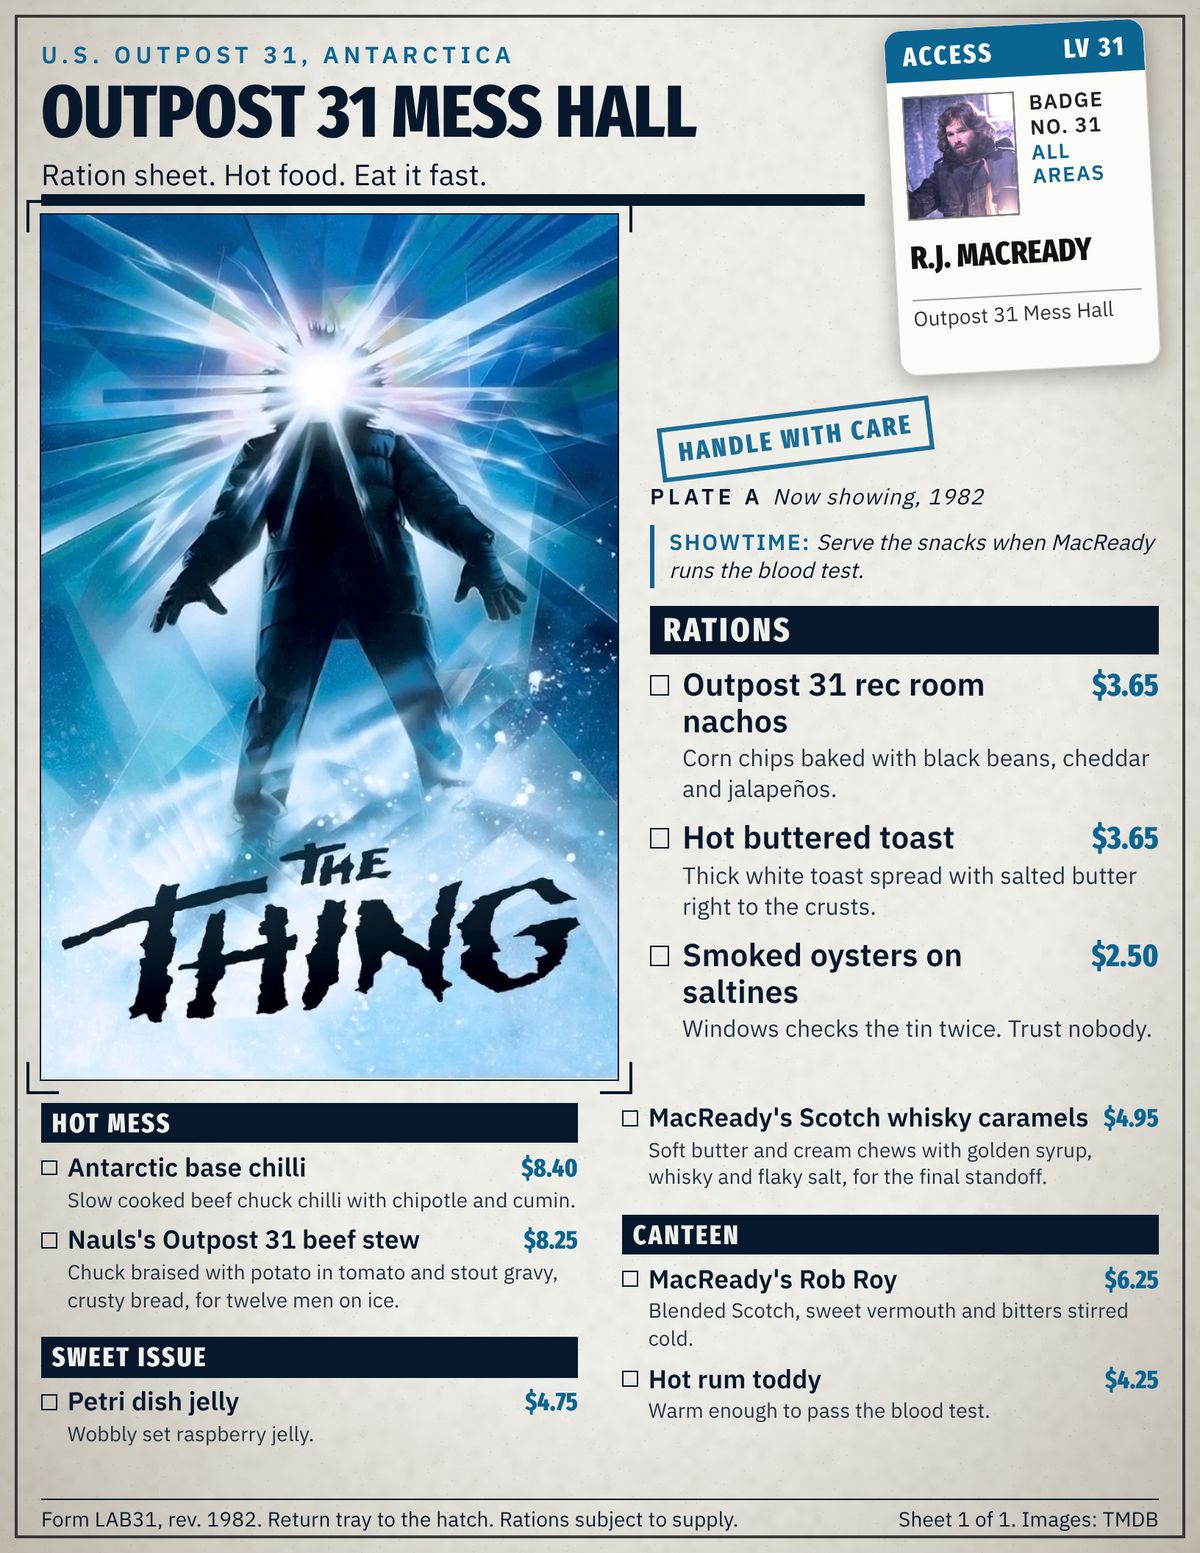 U.S. OUTPOST 31, ANTARCTICA
OUTPOST 31 MESS HALL
Ration sheet. Hot food. Eat it fast.
ACCESS LV 31
BADGE
NO. 31
ALL
AREAS
R.J. MACREADY
Outpost 31 Mess Hall
THE
THING
HANDLE WITH CARE
PLATE A Now showing, 1982
SHOWTIME: Serve the snacks when MacReady
runs the blood test.
RATIONS
Outpost 31 rec room $3.65
nachos
Corn chips baked with black beans, cheddar
and jalapeños.
Hot buttered toast $3.65
Thick white toast spread with salted butter
right to the crusts.
Smoked oysters on $2.50
saltines
Windows checks the tin twice. Trust nobody.
HOT MESS
Antarctic base chilli $8.40
Slow cooked beef chuck chilli with chipotle and cumin.
Nauls's Outpost 31 beef stew $8.25
Chuck braised with potato in tomato and stout gravy,
crusty bread, for twelve men on ice.
SWEET ISSUE
Petri dish jelly $4.75
Wobbly set raspberry jelly.
MacReady's Scotch whisky caramels $4.95
Soft butter and cream chews with golden syrup,
whisky and flaky salt, for the final standoff.
CANTEEN
MacReady's Rob Roy $6.25
Blended Scotch, sweet vermouth and bitters stirred
cold.
Hot rum toddy $4.25
Warm enough to pass the blood test.
Form LAB31, rev. 1982. Return tray to the hatch. Rations subject to supply.
Sheet 1 of 1. Images: TMDB